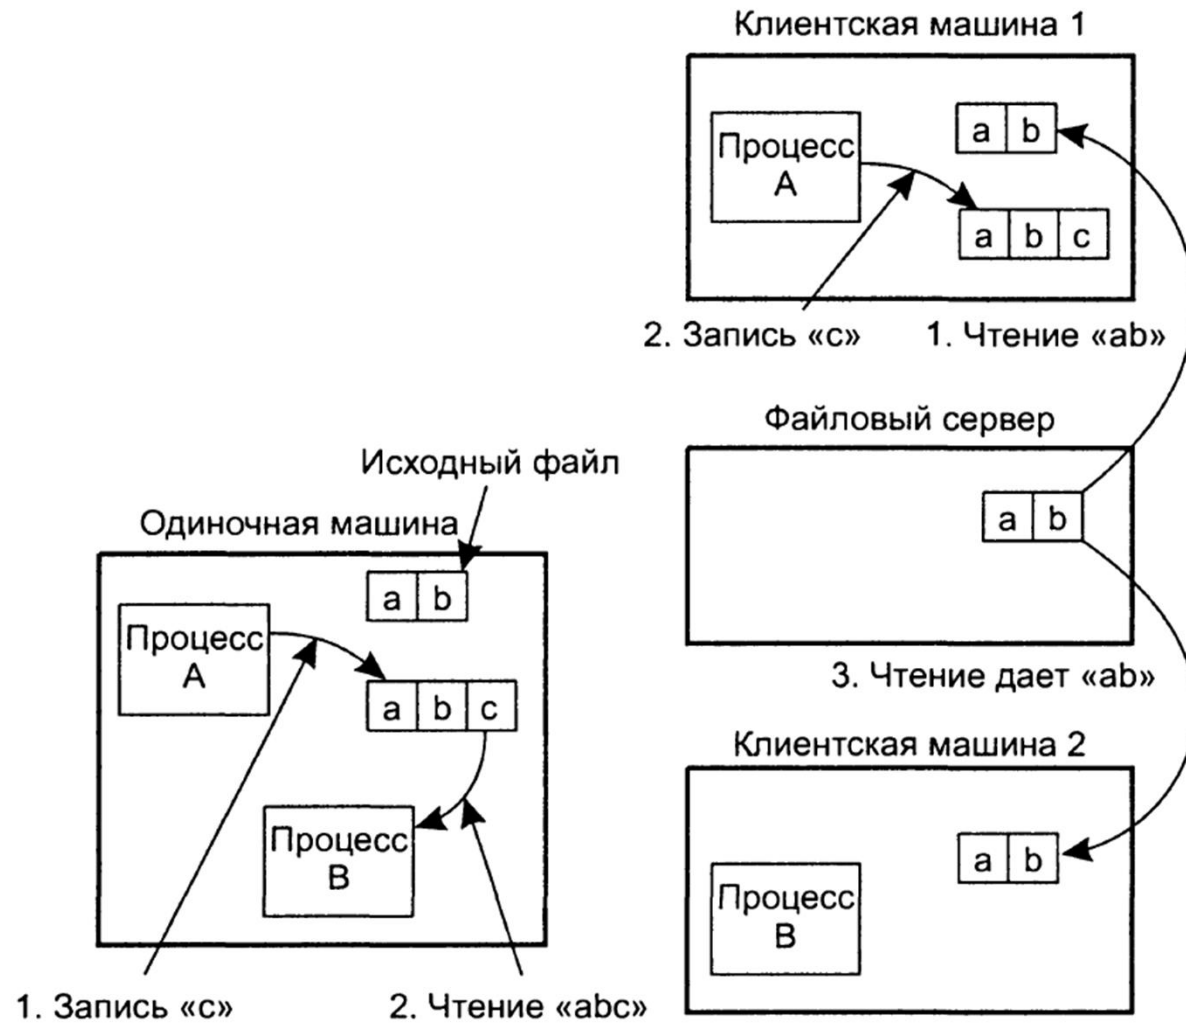 Клиентская машина 1
Процесс
А
a b
a b c
2. Запись «с» 1. Чтение «ab»
Файловый сервер
a b
3. Чтение дает «ab»
Клиентская машина 2
a b
Процесс
В
Исходный файл
Одиночная машина
a b
Процесс
А
a b c
Процесс
В
1. Запись «с» 2. Чтение «abc»